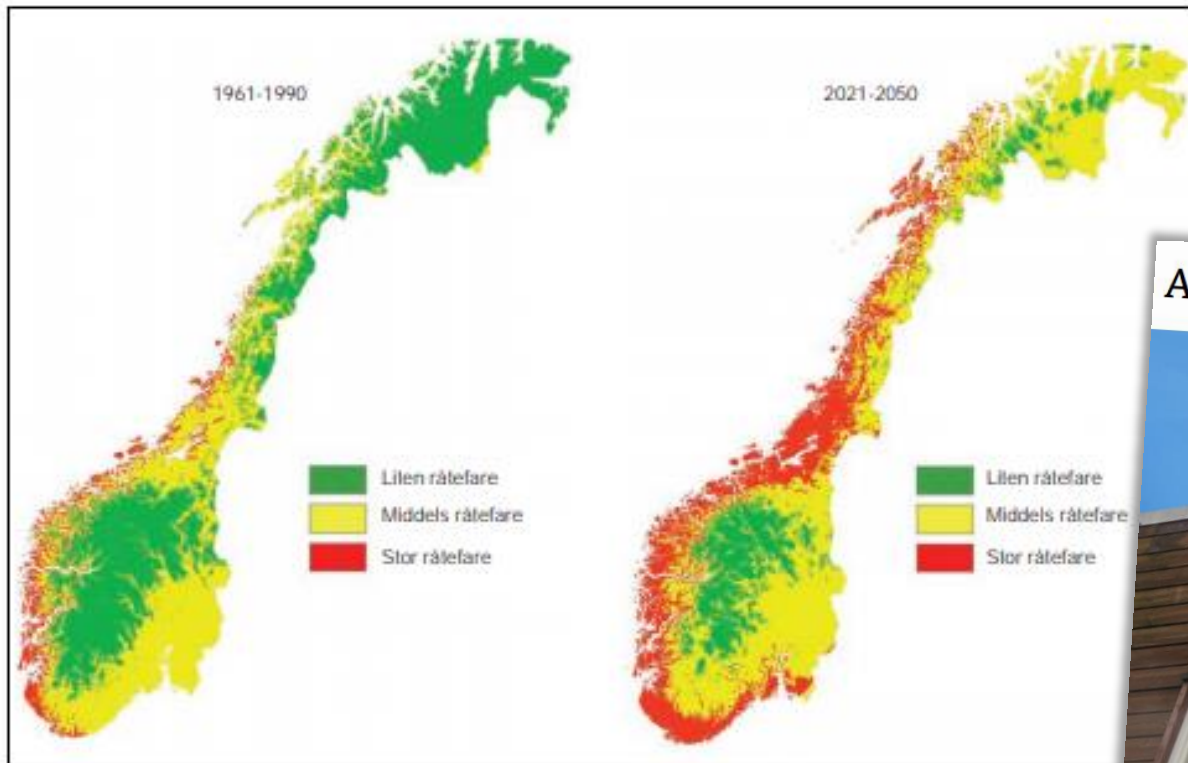 1961-1990
2021-2050
A
Liten råtefare
Middels råtefare
Stor råtefare
Liten råtefare
Middels råtefare
Stor råtefare